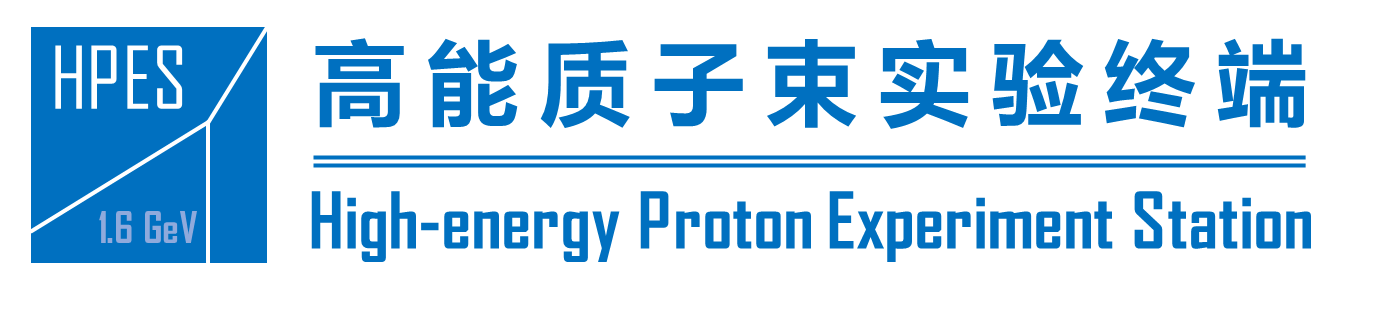 HPES
1.6 GeV
高能质子束实验终端
High-energy Proton Experiment Station